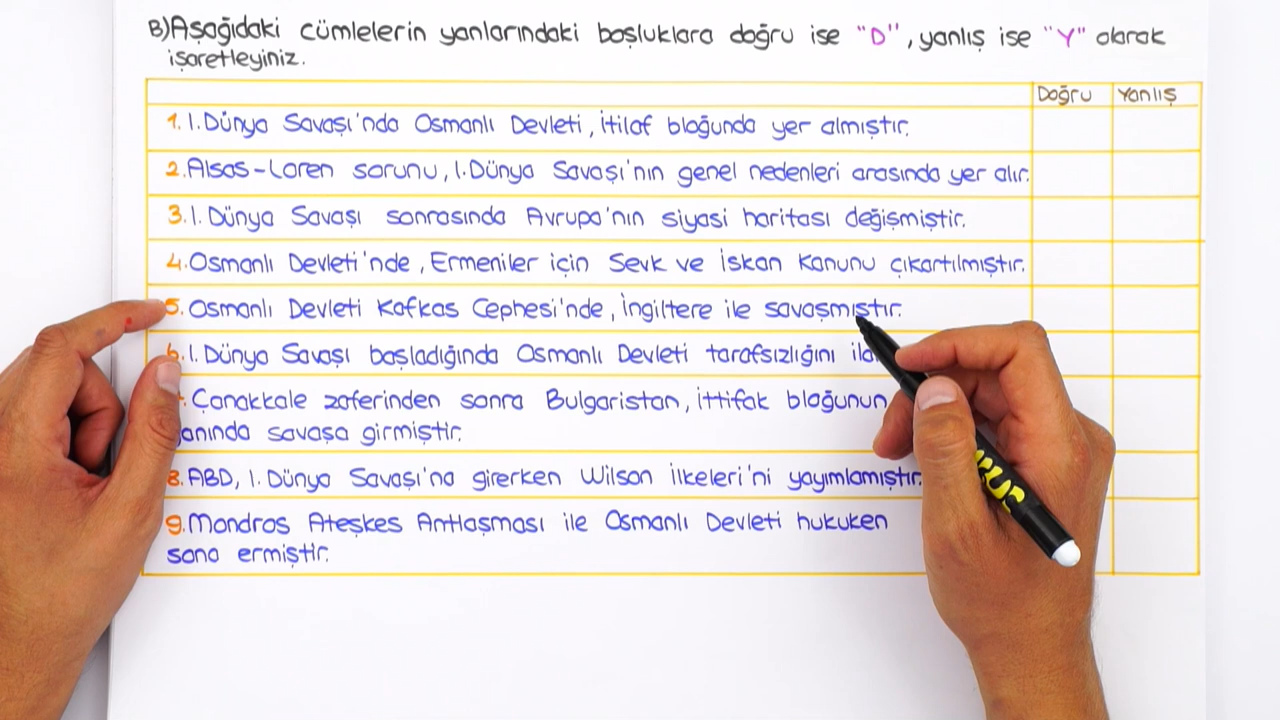 B)Aşağıdaki cümlelerin yanlarındaki boşluklara doğru ise "D", yanlış ise "Y" olarak
işaretleyiniz.
Doğru Yanlış
1. I. Dünya Savaşı'nda Osmanlı Devleti, İtilaf bloğunda yer almıştır.
2. Alsas-Loren sorunu, I. Dünya Savaşı'nın genel nedenleri arasında yer alır.
3. I. Dünya Savaşı sonrasında Avrupa'nın siyasi haritası değişmiştir.
4. Osmanlı Devleti'nde, Ermeniler için Sevk ve İskan Kanunu çıkartılmıştır.
5. Osmanlı Devleti Kafkas Cephesi'nde, İngiltere ile savaşmıştır.
6. I. Dünya Savaşı başladığında Osmanlı Devleti tarafsızlığını
Çanakkale zaferinden sonra Bulgaristan, İttifak bloğunun
yanında savaşa girmiştir.
8. ABD, I. Dünya Savaşı'na girerken Wilson İlkeleri'ni yayımlamıştır.
9. Mondros Ateşkes Antlaşması ile Osmanlı Devleti hukuken
sona ermiştir.